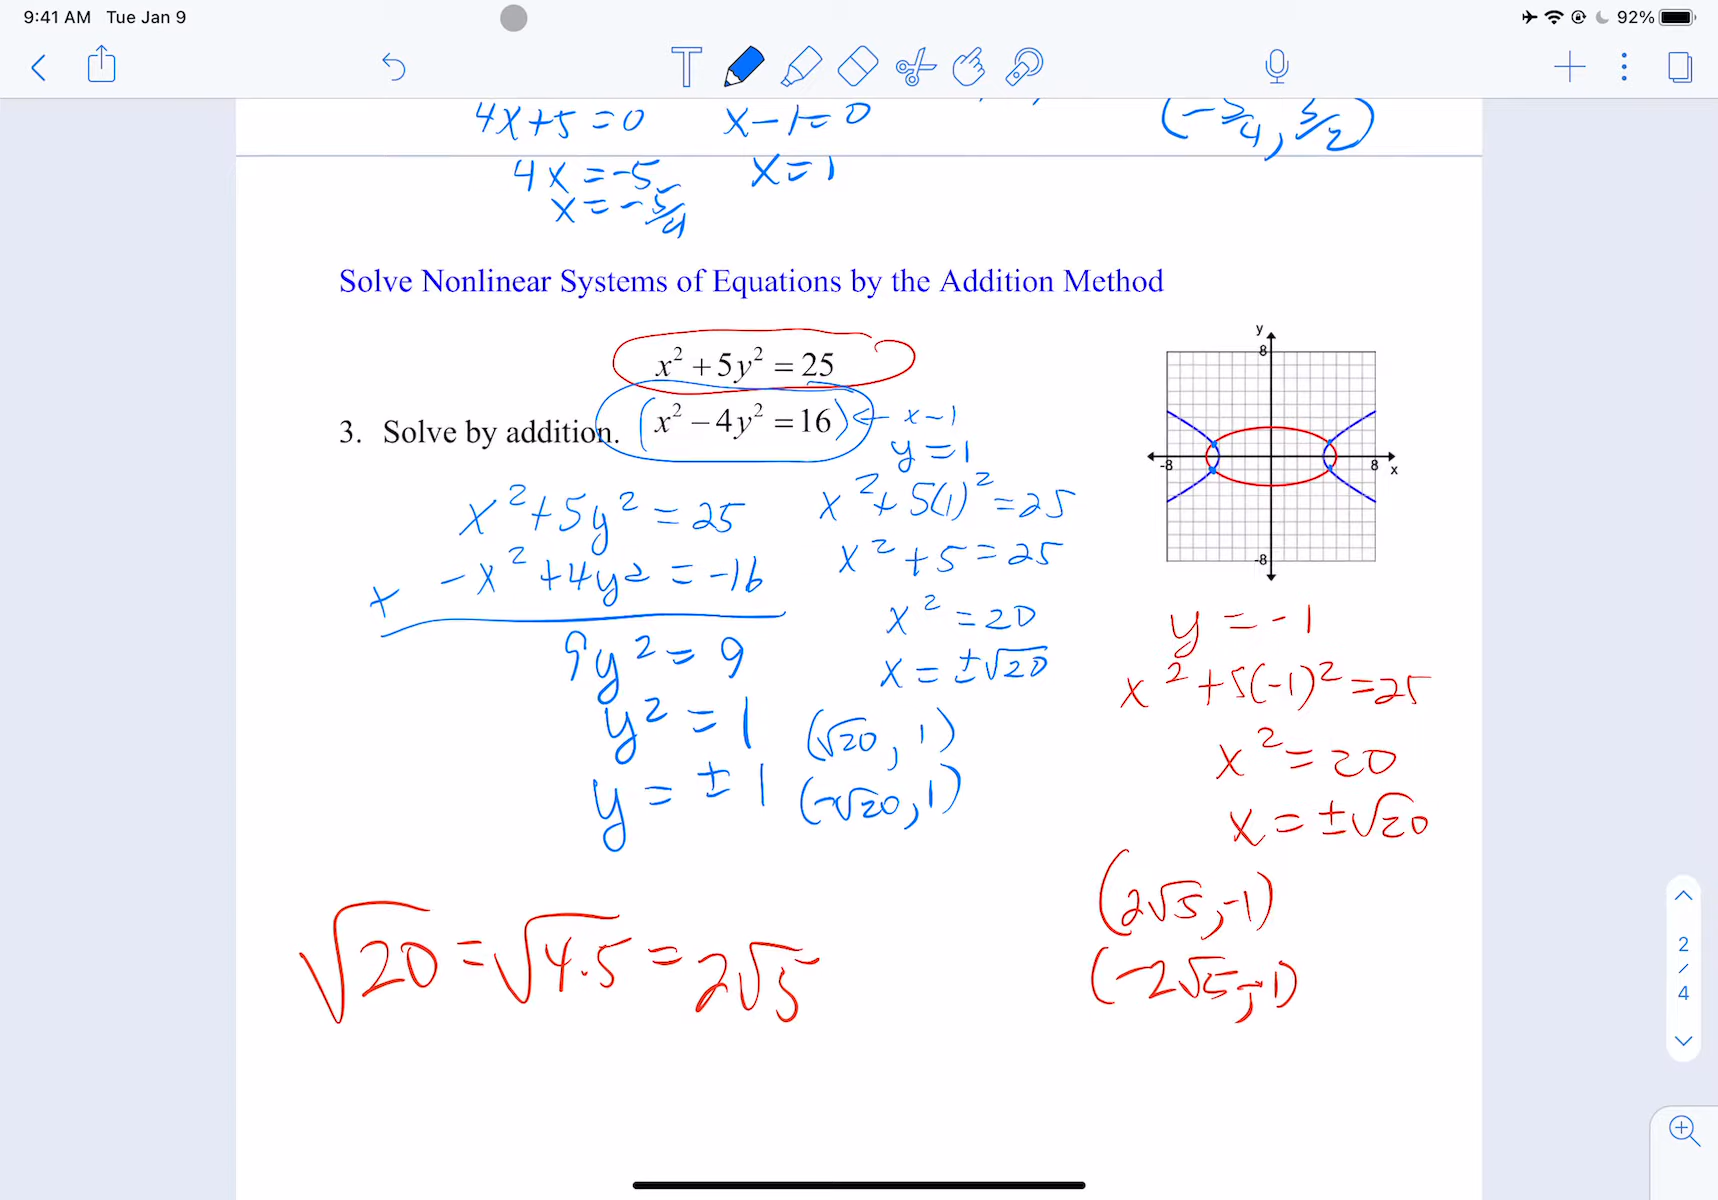 9:41 AM Tue Jan 9
92%
4x+5=0 x-1=0
(-5/4, 5/2)
4x=-5 x=1
x=-5/4
Solve Nonlinear Systems of Equations by the Addition Method
x² + 5y² = 25
3. Solve by addition. (x² − 4y² = 16) ← x-1
y=1
x²+5y²=25
+ -x²+4y²=-16
9y²=9
y²=1
y=±1
x²+5(1)²=25
x²+5=25
x²=20
x=±√20
(√20, 1)
(-√20, 1)
y
8
-8 8 x
-8
y=-1
x²+5(-1)²=25
x²=20
x=±√20
(2√5,-1)
(-2√5,-1)
√20=√4·5=2√5
2
/
4